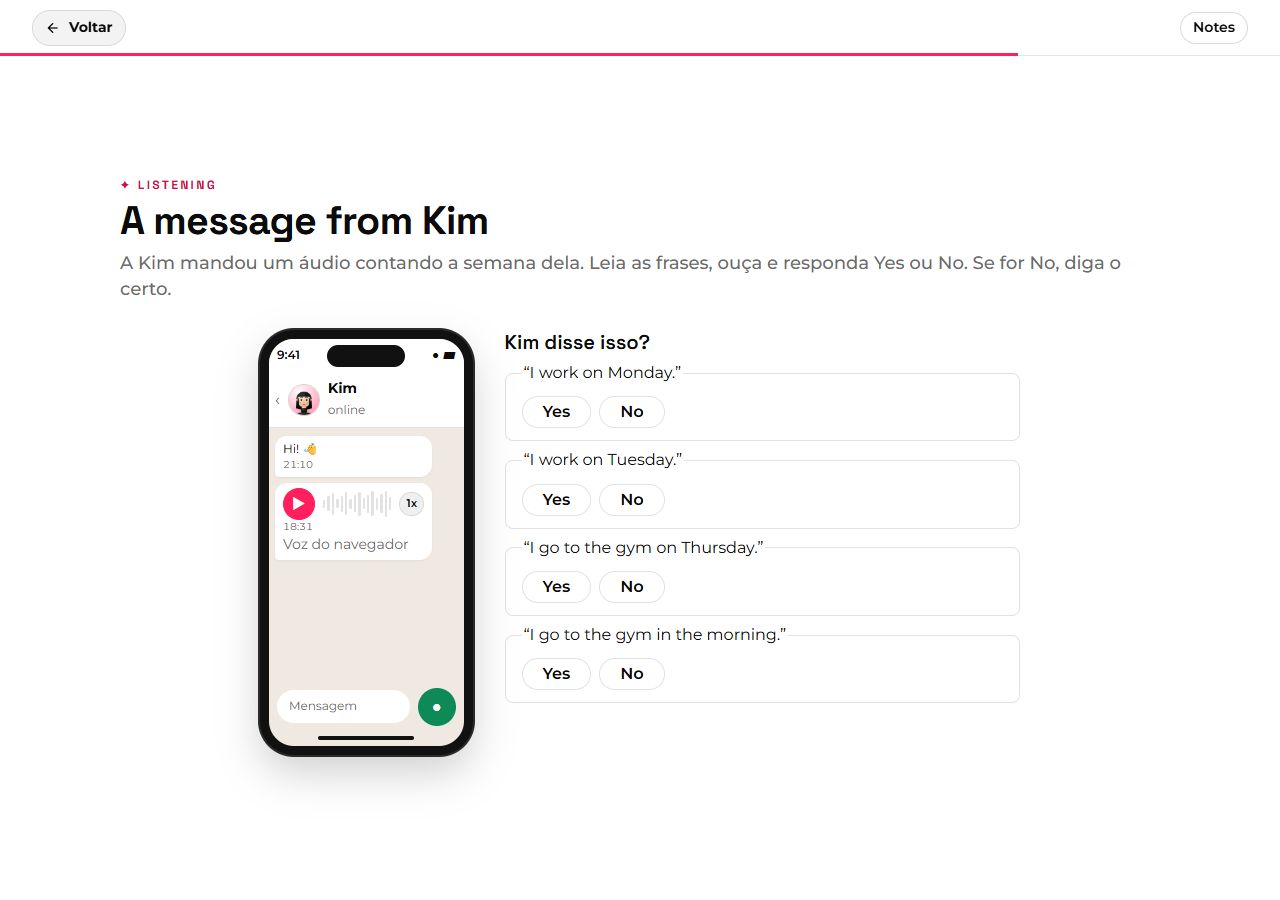 ← Voltar
Notes
✦ LISTENING
A message from Kim
A Kim mandou um áudio contando a semana dela. Leia as frases, ouça e responda Yes ou No. Se for No, diga o
certo.
9:41
Kim
online
Hi! 👋
21:10
1x
18:31
Voz do navegador
Mensagem
Kim disse isso?
“I work on Monday.”
Yes No
“I work on Tuesday.”
Yes No
“I go to the gym on Thursday.”
Yes No
“I go to the gym in the morning.”
Yes No